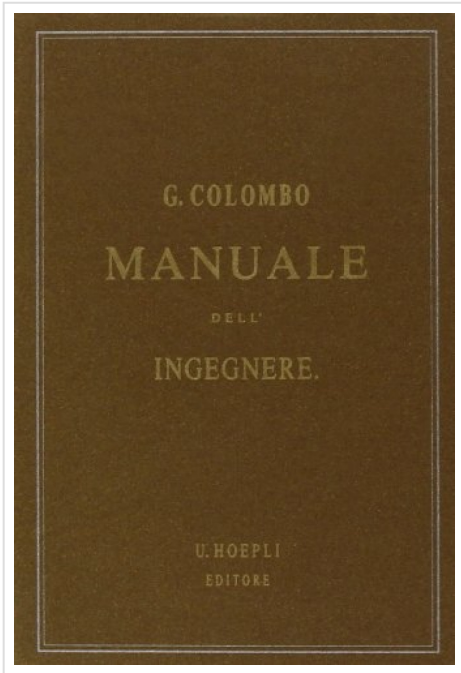 G. COLOMBO
MANUALE
DELL'
INGEGNERE.
U. HOEPLI
EDITORE